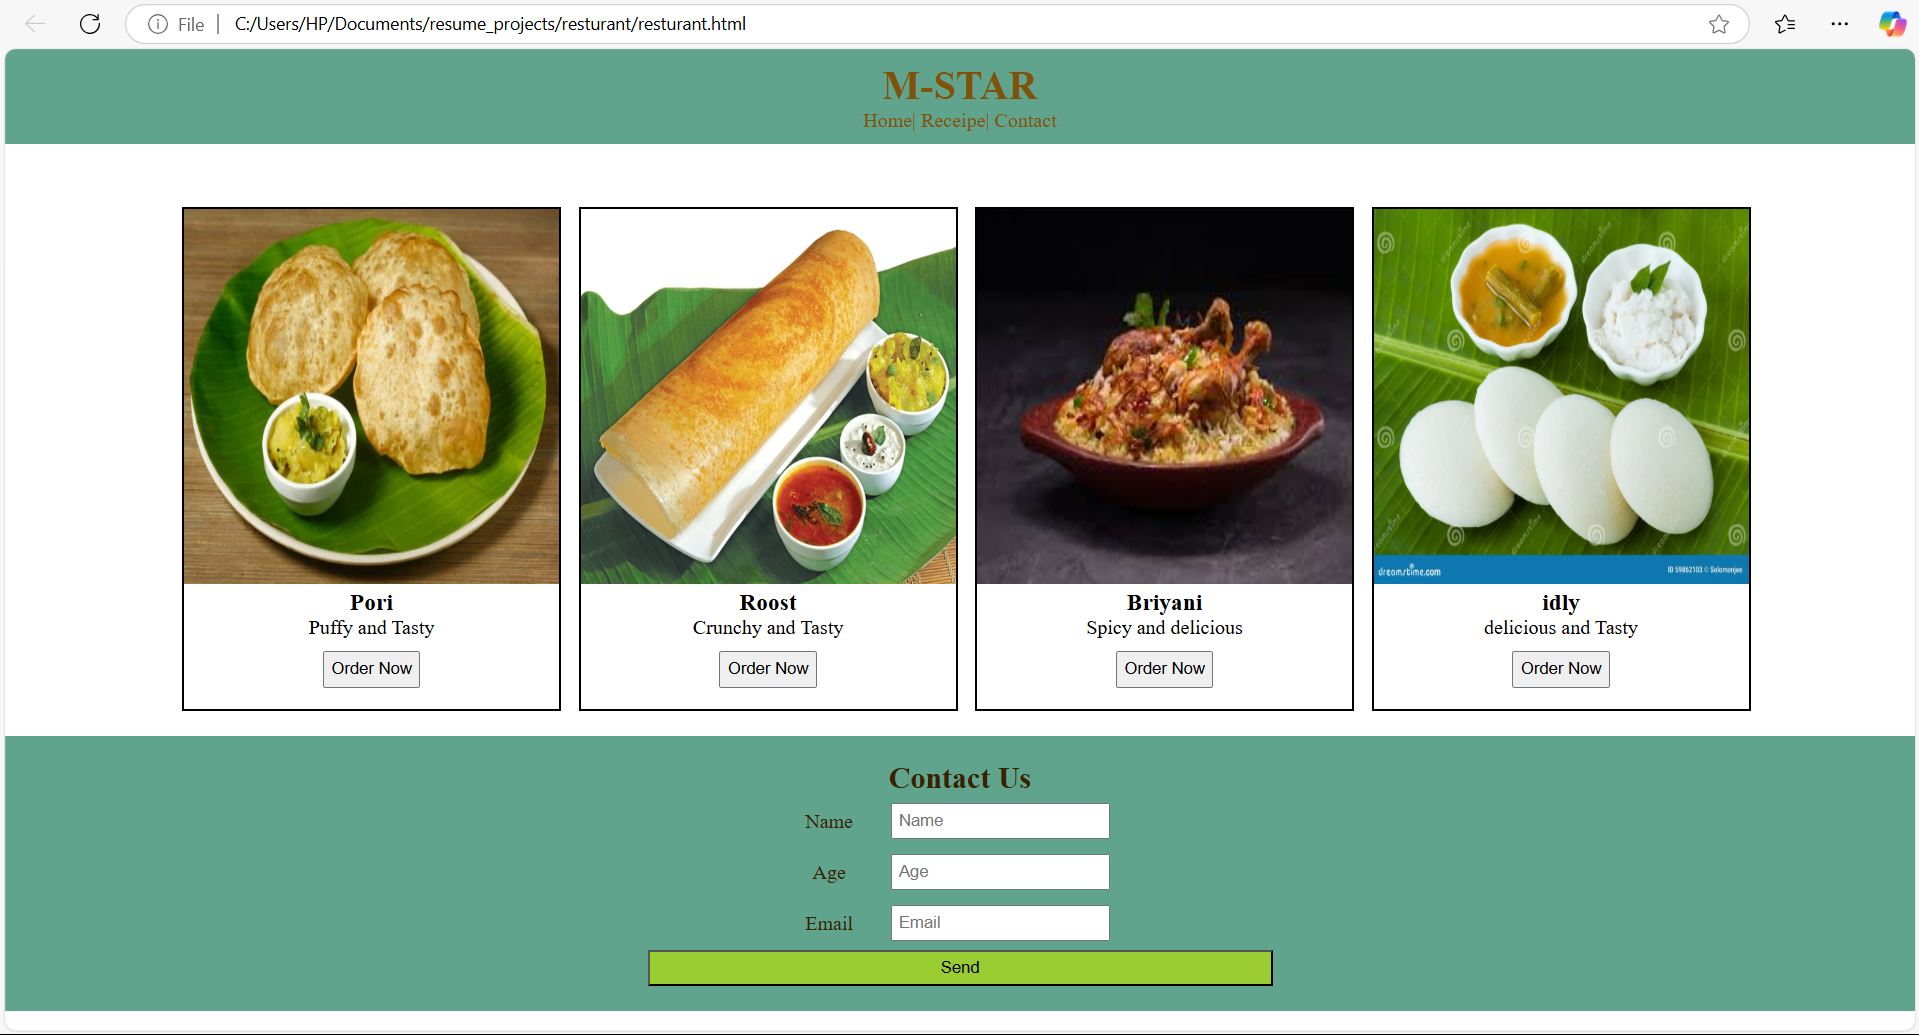 File C:/Users/HP/Documents/resume_projects/resturant/resturant.html
M-STAR
Home| Receipe| Contact
dreamstime.com
ID 59862103 © Solomonjee
Pori
Puffy and Tasty
Order Now
Roost
Crunchy and Tasty
Order Now
Briyani
Spicy and delicious
Order Now
idly
delicious and Tasty
Order Now
Contact Us
Name Name
Age Age
Email Email
Send